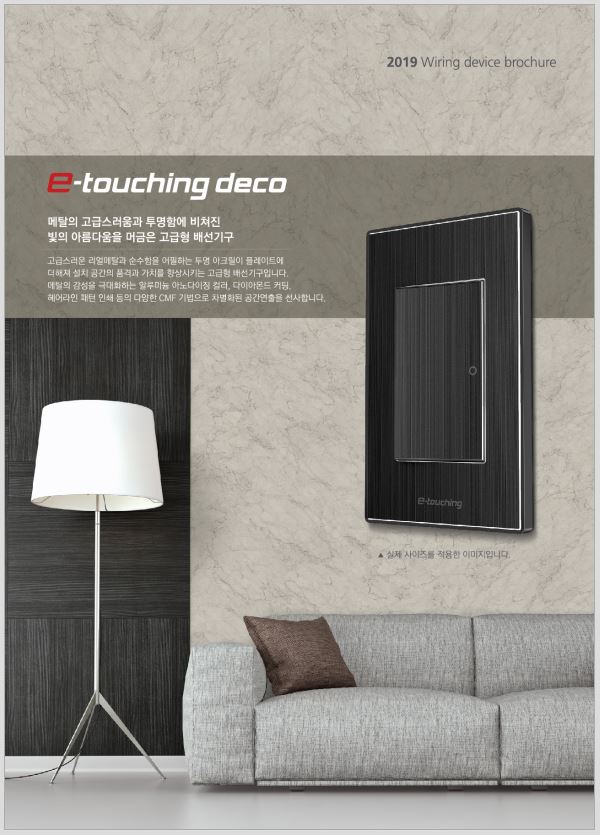 2019 Wiring device brochure
e-touching deco
메탈의 고급스러움과 투명함에 비쳐진
빛의 아름다움을 머금은 고급형 배선기구
고급스러운 리얼메탈과 순수함을 어필하는 투명 아크릴이 플레이트에
더해져 설치 공간의 품격과 가치를 향상시키는 고급형 배선기구입니다.
메탈의 감성을 극대화하는 알루미늄 아노다이징 컬러, 다이아몬드 커팅,
헤어라인 패턴 인쇄 등의 다양한 CMF 기법으로 차별화된 공간연출을 선사합니다.
e-touching
▲ 실제 사이즈를 적용한 이미지입니다.